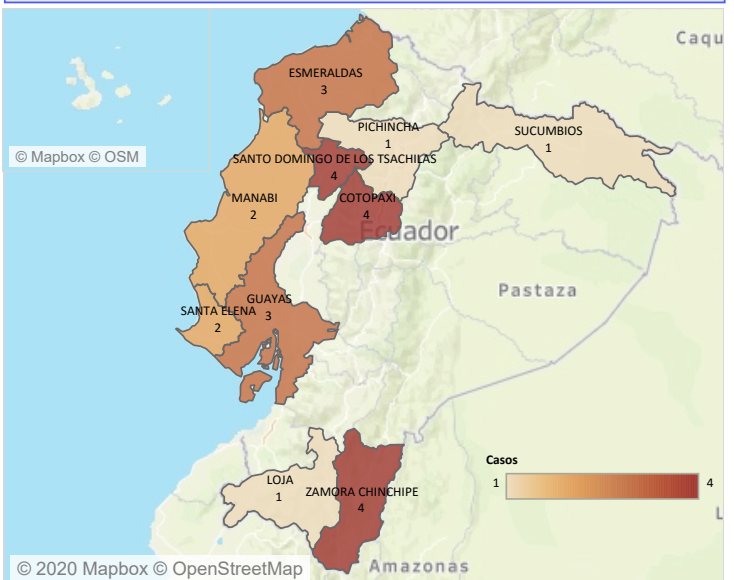 Caqu
ESMERALDAS
3
PICHINCHA
1
SUCUMBIOS
1
© Mapbox © OSM
SANTO DOMINGO DE LOS TSACHILAS
4
MANABI
2
COTOPAXI
4
Ecuador
Pastaza
GUAYAS
3
SANTA ELENA
2
Casos
1
4
LOJA
1
ZAMORA CHINCHIPE
4
L
© 2020 Mapbox © OpenStreetMap
Amazonas